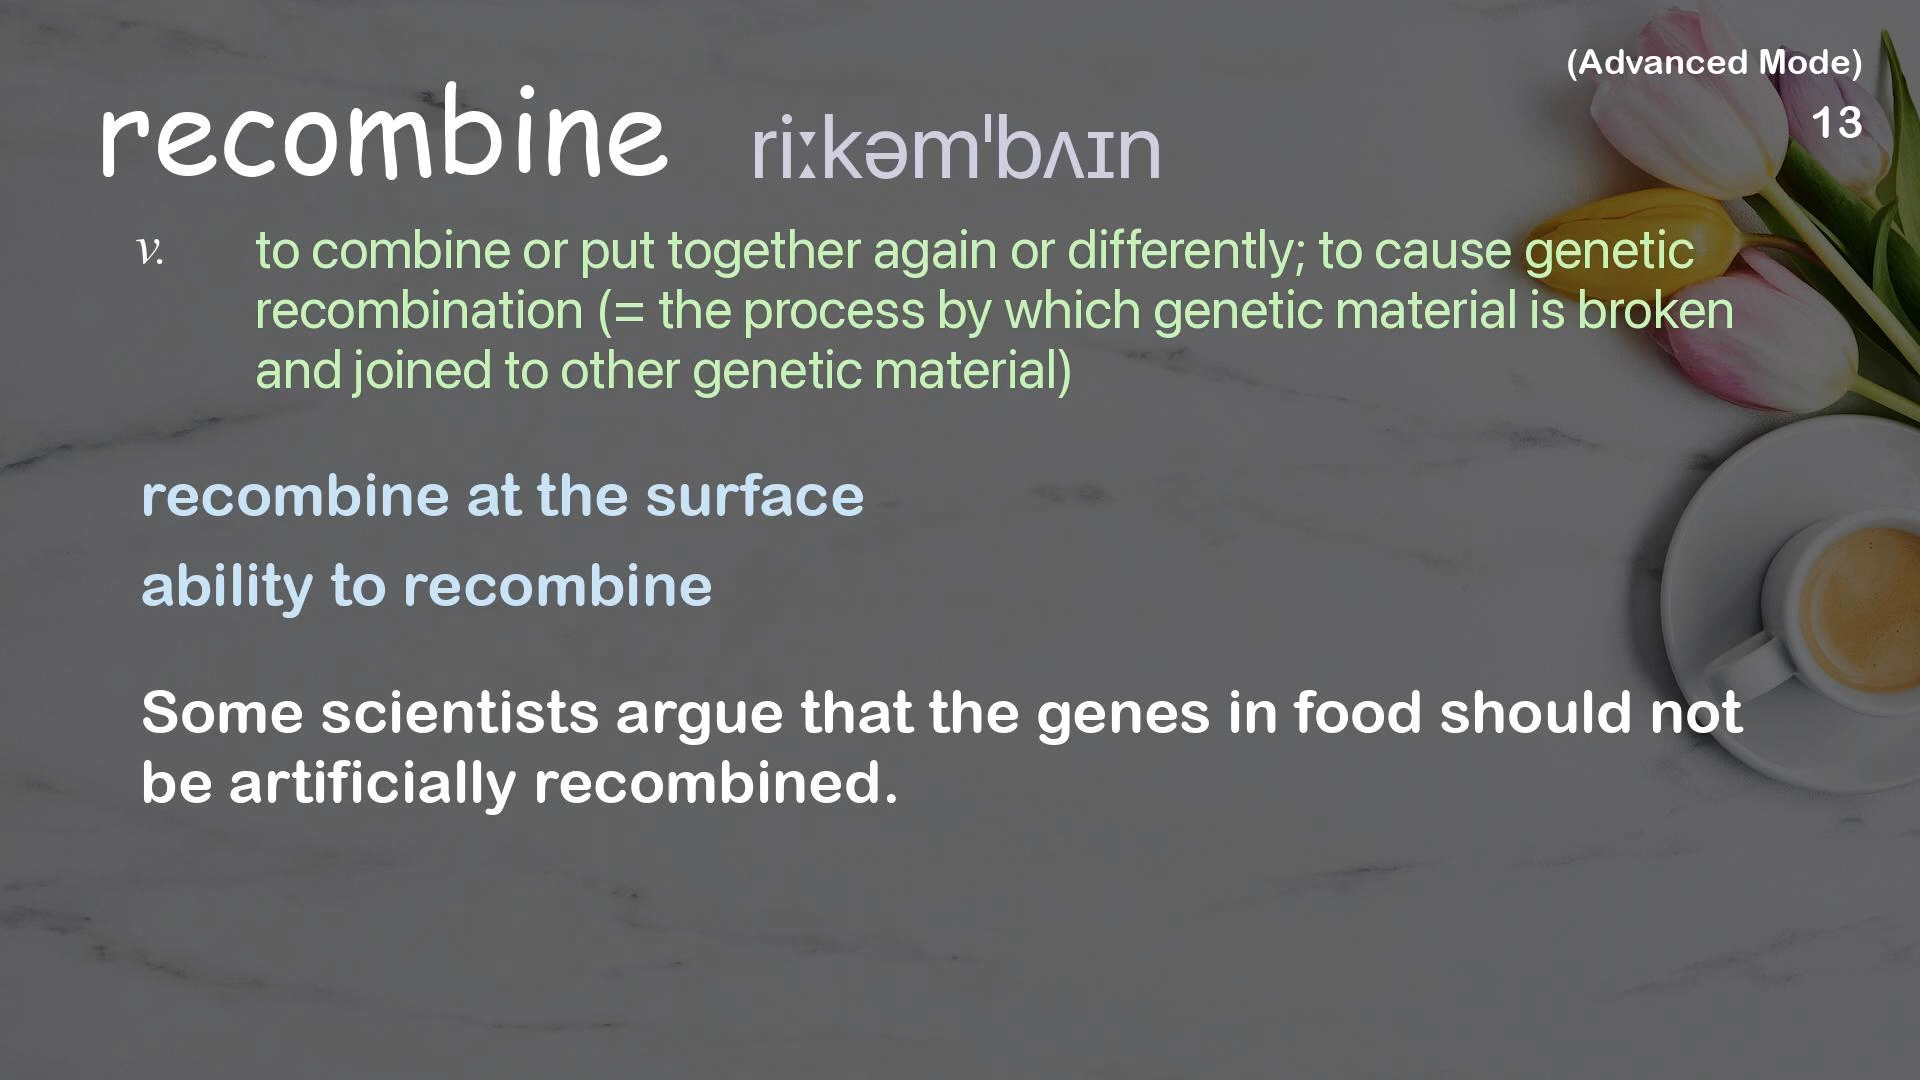 (Advanced Mode)
recombine riːkəmˈbʌɪn
13
v. to combine or put together again or differently; to cause genetic
recombination (= the process by which genetic material is broken
and joined to other genetic material)
recombine at the surface
ability to recombine
Some scientists argue that the genes in food should not
be artificially recombined.